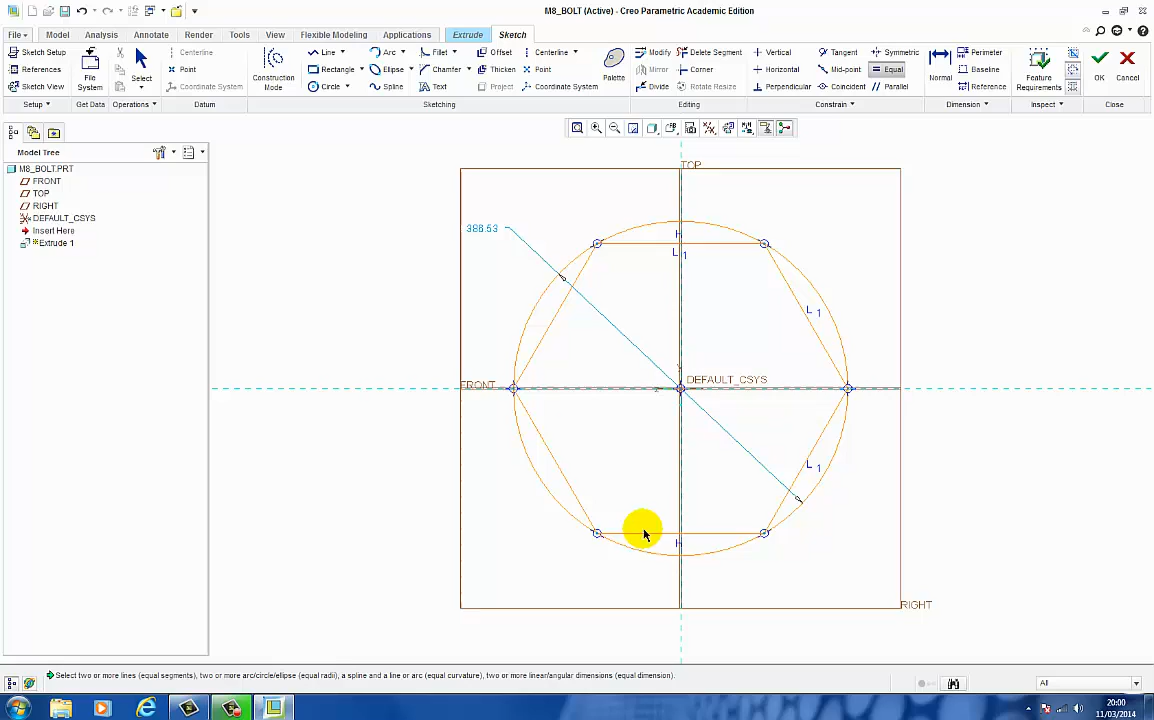 M8_BOLT (Active) - Creo Parametric Academic Edition
File Model Analysis Annotate Render Tools View Flexible Modeling Applications Extrude Sketch
Sketch Setup
References
Sketch View
Setup
File System
Get Data
Select
Operations
Centerline
Point
Coordinate System
Datum
Construction Mode
Line Arc Fillet Offset Centerline
Rectangle Ellipse Chamfer Thicken Point
Circle Spline Text Project Coordinate System
Sketching
Palette
Modify Delete Segment
Mirror Corner
Divide Rotate Resize
Editing
Vertical Tangent Symmetric
Horizontal Mid-point Equal
Perpendicular Coincident Parallel
Constrain
Normal
Perimeter
Baseline
Reference
Dimension
Feature Requirements
Inspect
OK Cancel
Close
Model Tree
M8_BOLT.PRT
FRONT
TOP
RIGHT
DEFAULT_CSYS
Insert Here
Extrude 1
TOP
386.53
H
L 1
L 1
Y
DEFAULT_CSYS
FRONT
Z
L 1
H
RIGHT
Select two or more lines (equal segments), two or more arc/circle/ellipse (equal radii), a spline and a line or arc (equal curvature), two more linear/angular dimensions (equal dimension).
All
20:00
11/03/2014